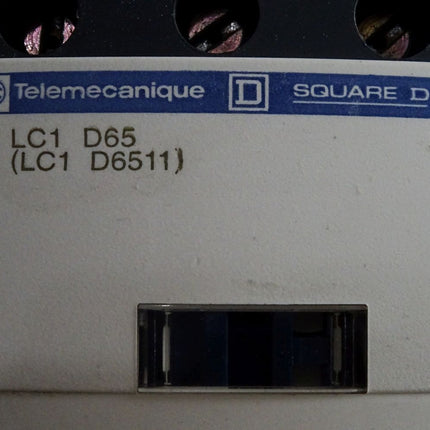 Telemecanique D SQUARE D
LC1 D65
(LC1 D6511)